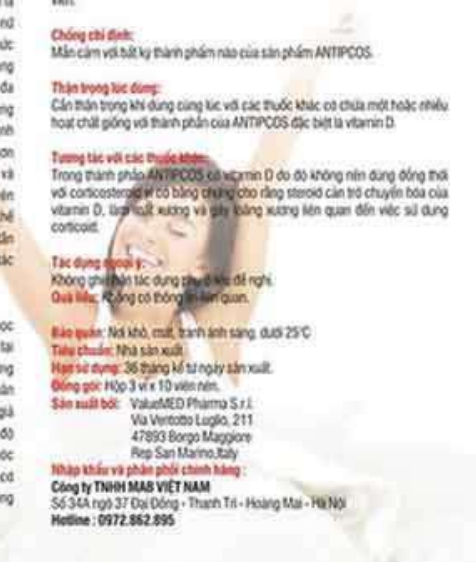 viên.
Chống chỉ định:
Mẫn cảm với bất kỳ thành phần nào của sản phẩm ANTIPCOS.
Thận trọng lúc dùng:
Cần thận trọng khi dùng cùng lúc với các thuốc khác có chứa một hoặc nhiều
hoạt chất giống với thành phần của ANTIPCOS đặc biệt là vitamin D.
Tương tác với các thuốc khác:
Trong thành phần ANTIPCOS có vitamin D do đó không nên dùng đồng thời
với corticosteroid vì có bằng chứng cho rằng steroid cản trở chuyển hóa của
vitamin D, làm mất xương và gây loãng xương liên quan đến việc sử dụng
corticoid.
Tác dụng ngoại ý:
Không ghi nhận tác dụng phụ ở liều đề nghị.
Quá liều: Không có thông tin liên quan.
Bảo quản: Nơi khô, mát, tránh ánh sáng, dưới 25°C
Tiêu chuẩn: Nhà sản xuất.
Hạn sử dụng: 36 tháng kể từ ngày sản xuất.
Đóng gói: Hộp 3 vỉ x 10 viên nén.
Sản xuất bởi: ValueMED Pharma S.r.l.
Via Ventotto Luglio, 211
47893 Borgo Maggiore
Rep San Marino,Italy
Nhập khẩu và phân phối chính hãng :
Công ty TNHH MAB VIỆT NAM
Số 34A ngõ 37 Đại Đồng - Thanh Trì - Hoàng Mai - Hà Nội
Hotline : 0972.862.895